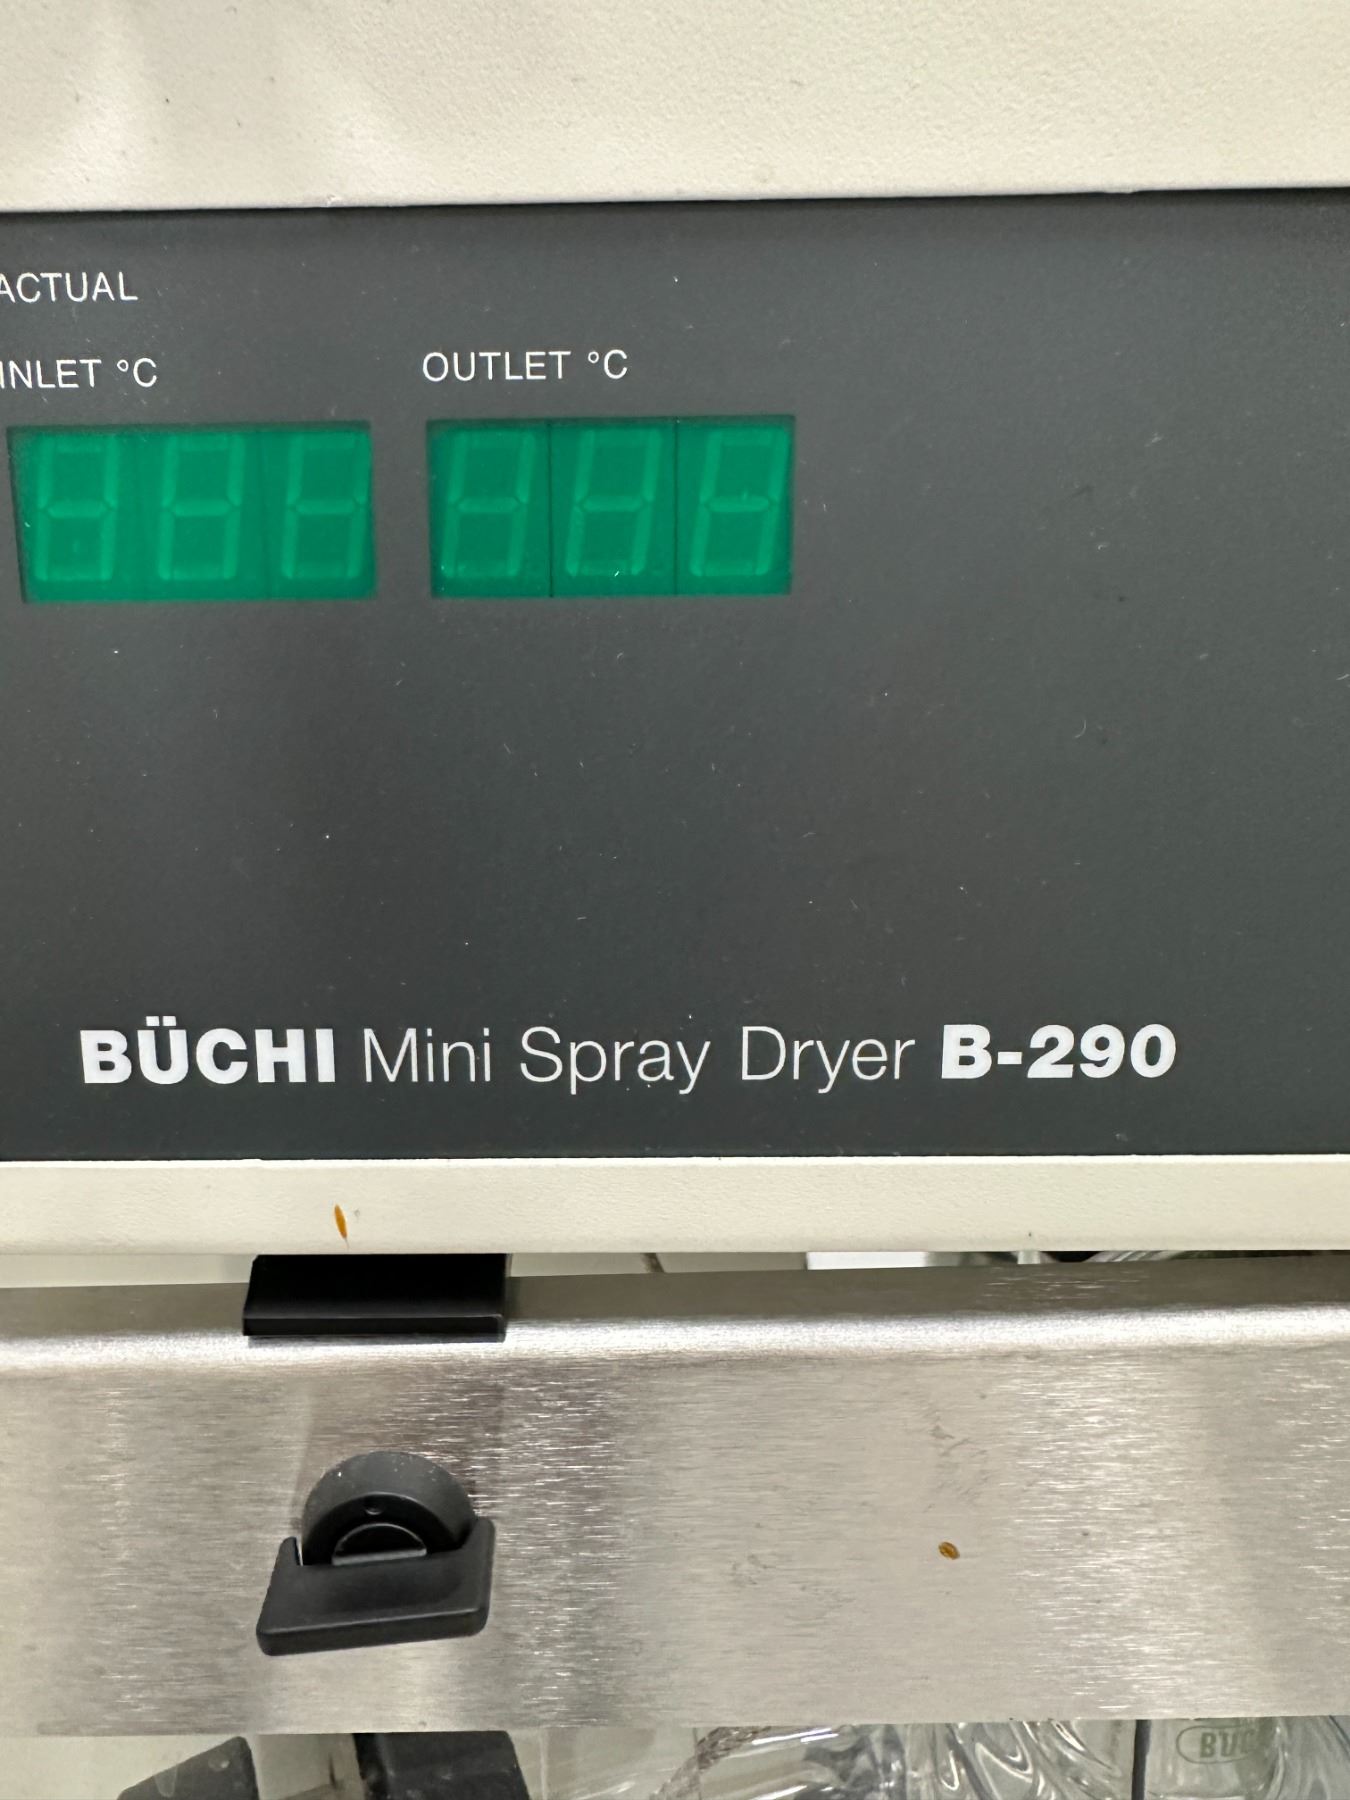 ACTUAL
INLET °C
OUTLET °C
BÜCHI Mini Spray Dryer B-290